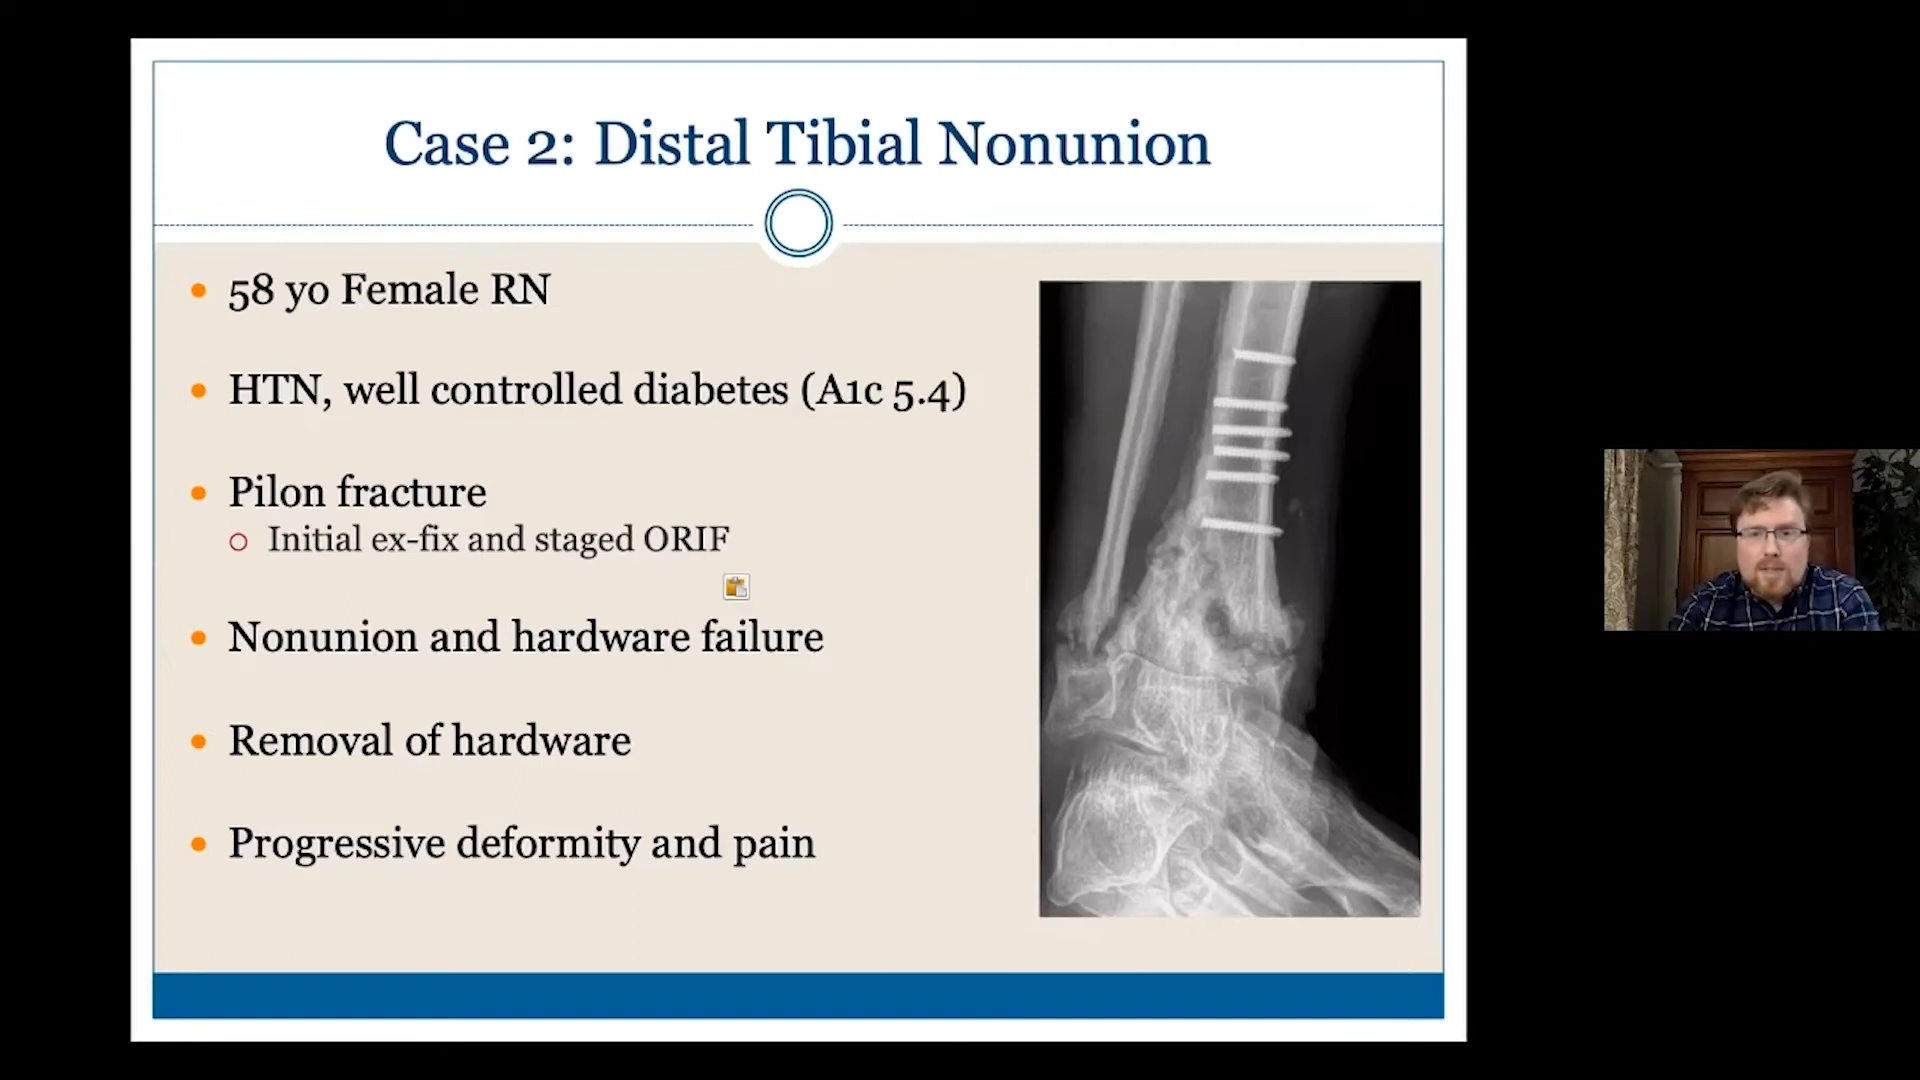 Case 2: Distal Tibial Nonunion
58 yo Female RN
HTN, well controlled diabetes (A1c 5.4)
Pilon fracture
Initial ex-fix and staged ORIF
Nonunion and hardware failure
Removal of hardware
Progressive deformity and pain